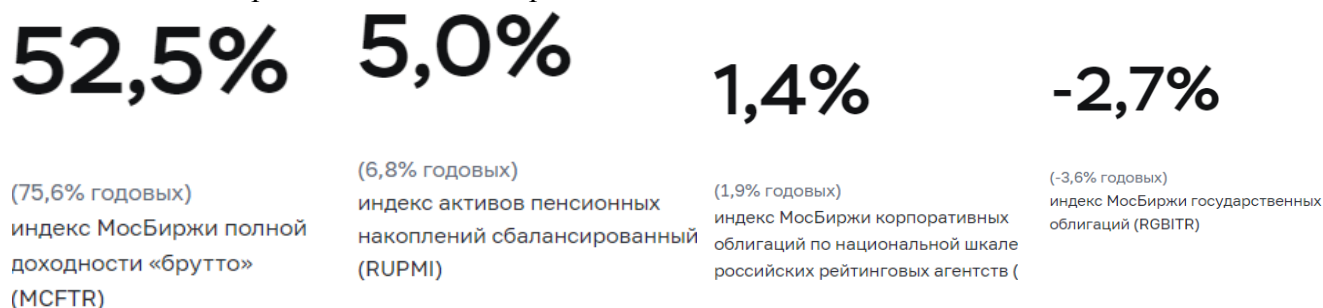 52,5%
(75,6% годовых)
индекс МосБиржи полной
доходности «брутто»
(MCFTR)
5,0%
(6,8% годовых)
индекс активов пенсионных
накоплений сбалансированный
(RUPMI)
1,4%
(1,9% годовых)
индекс МосБиржи корпоративных
облигаций по национальной шкале
российских рейтинговых агентств (
-2,7%
(-3,6% годовых)
индекс МосБиржи государственных
облигаций (RGBITR)